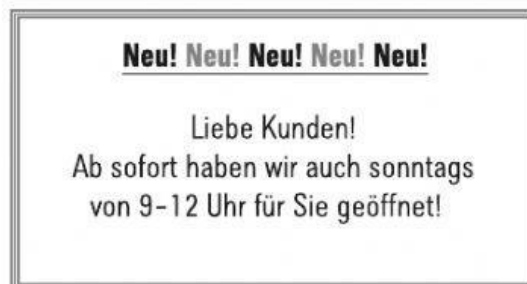 Neu! Neu! Neu! Neu! Neu!
Liebe Kunden!
Ab sofort haben wir auch sonntags
von 9–12 Uhr für Sie geöffnet!